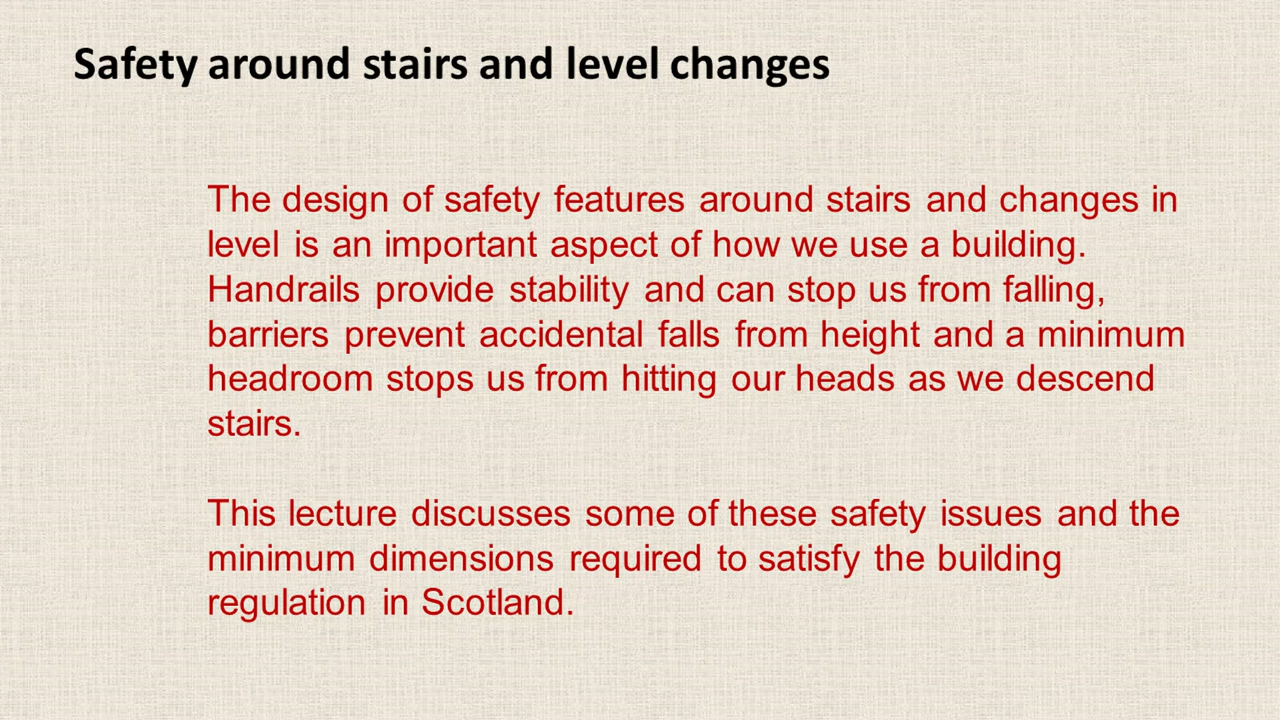 Safety around stairs and level changes
The design of safety features around stairs and changes in
level is an important aspect of how we use a building.
Handrails provide stability and can stop us from falling,
barriers prevent accidental falls from height and a minimum
headroom stops us from hitting our heads as we descend
stairs.
This lecture discusses some of these safety issues and the
minimum dimensions required to satisfy the building
regulation in Scotland.